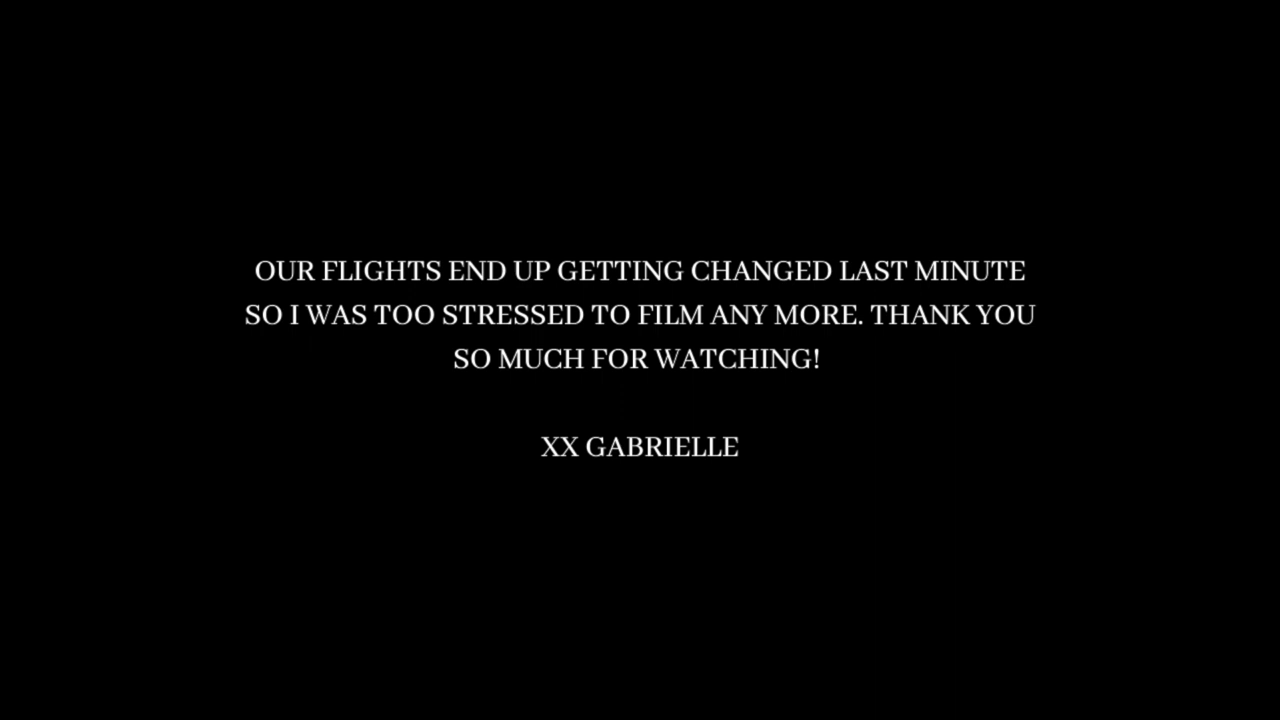 OUR FLIGHTS END UP GETTING CHANGED LAST MINUTE
SO I WAS TOO STRESSED TO FILM ANY MORE. THANK YOU
SO MUCH FOR WATCHING!
XX GABRIELLE